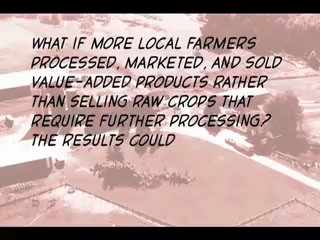 WHAT IF MORE LOCAL FARMERS
PROCESSED, MARKETED, AND SOLD
VALUE-ADDED PRODUCTS RATHER
THAN SELLING RAW CROPS THAT
REQUIRE FURTHER PROCESSING?
THE RESULTS COULD